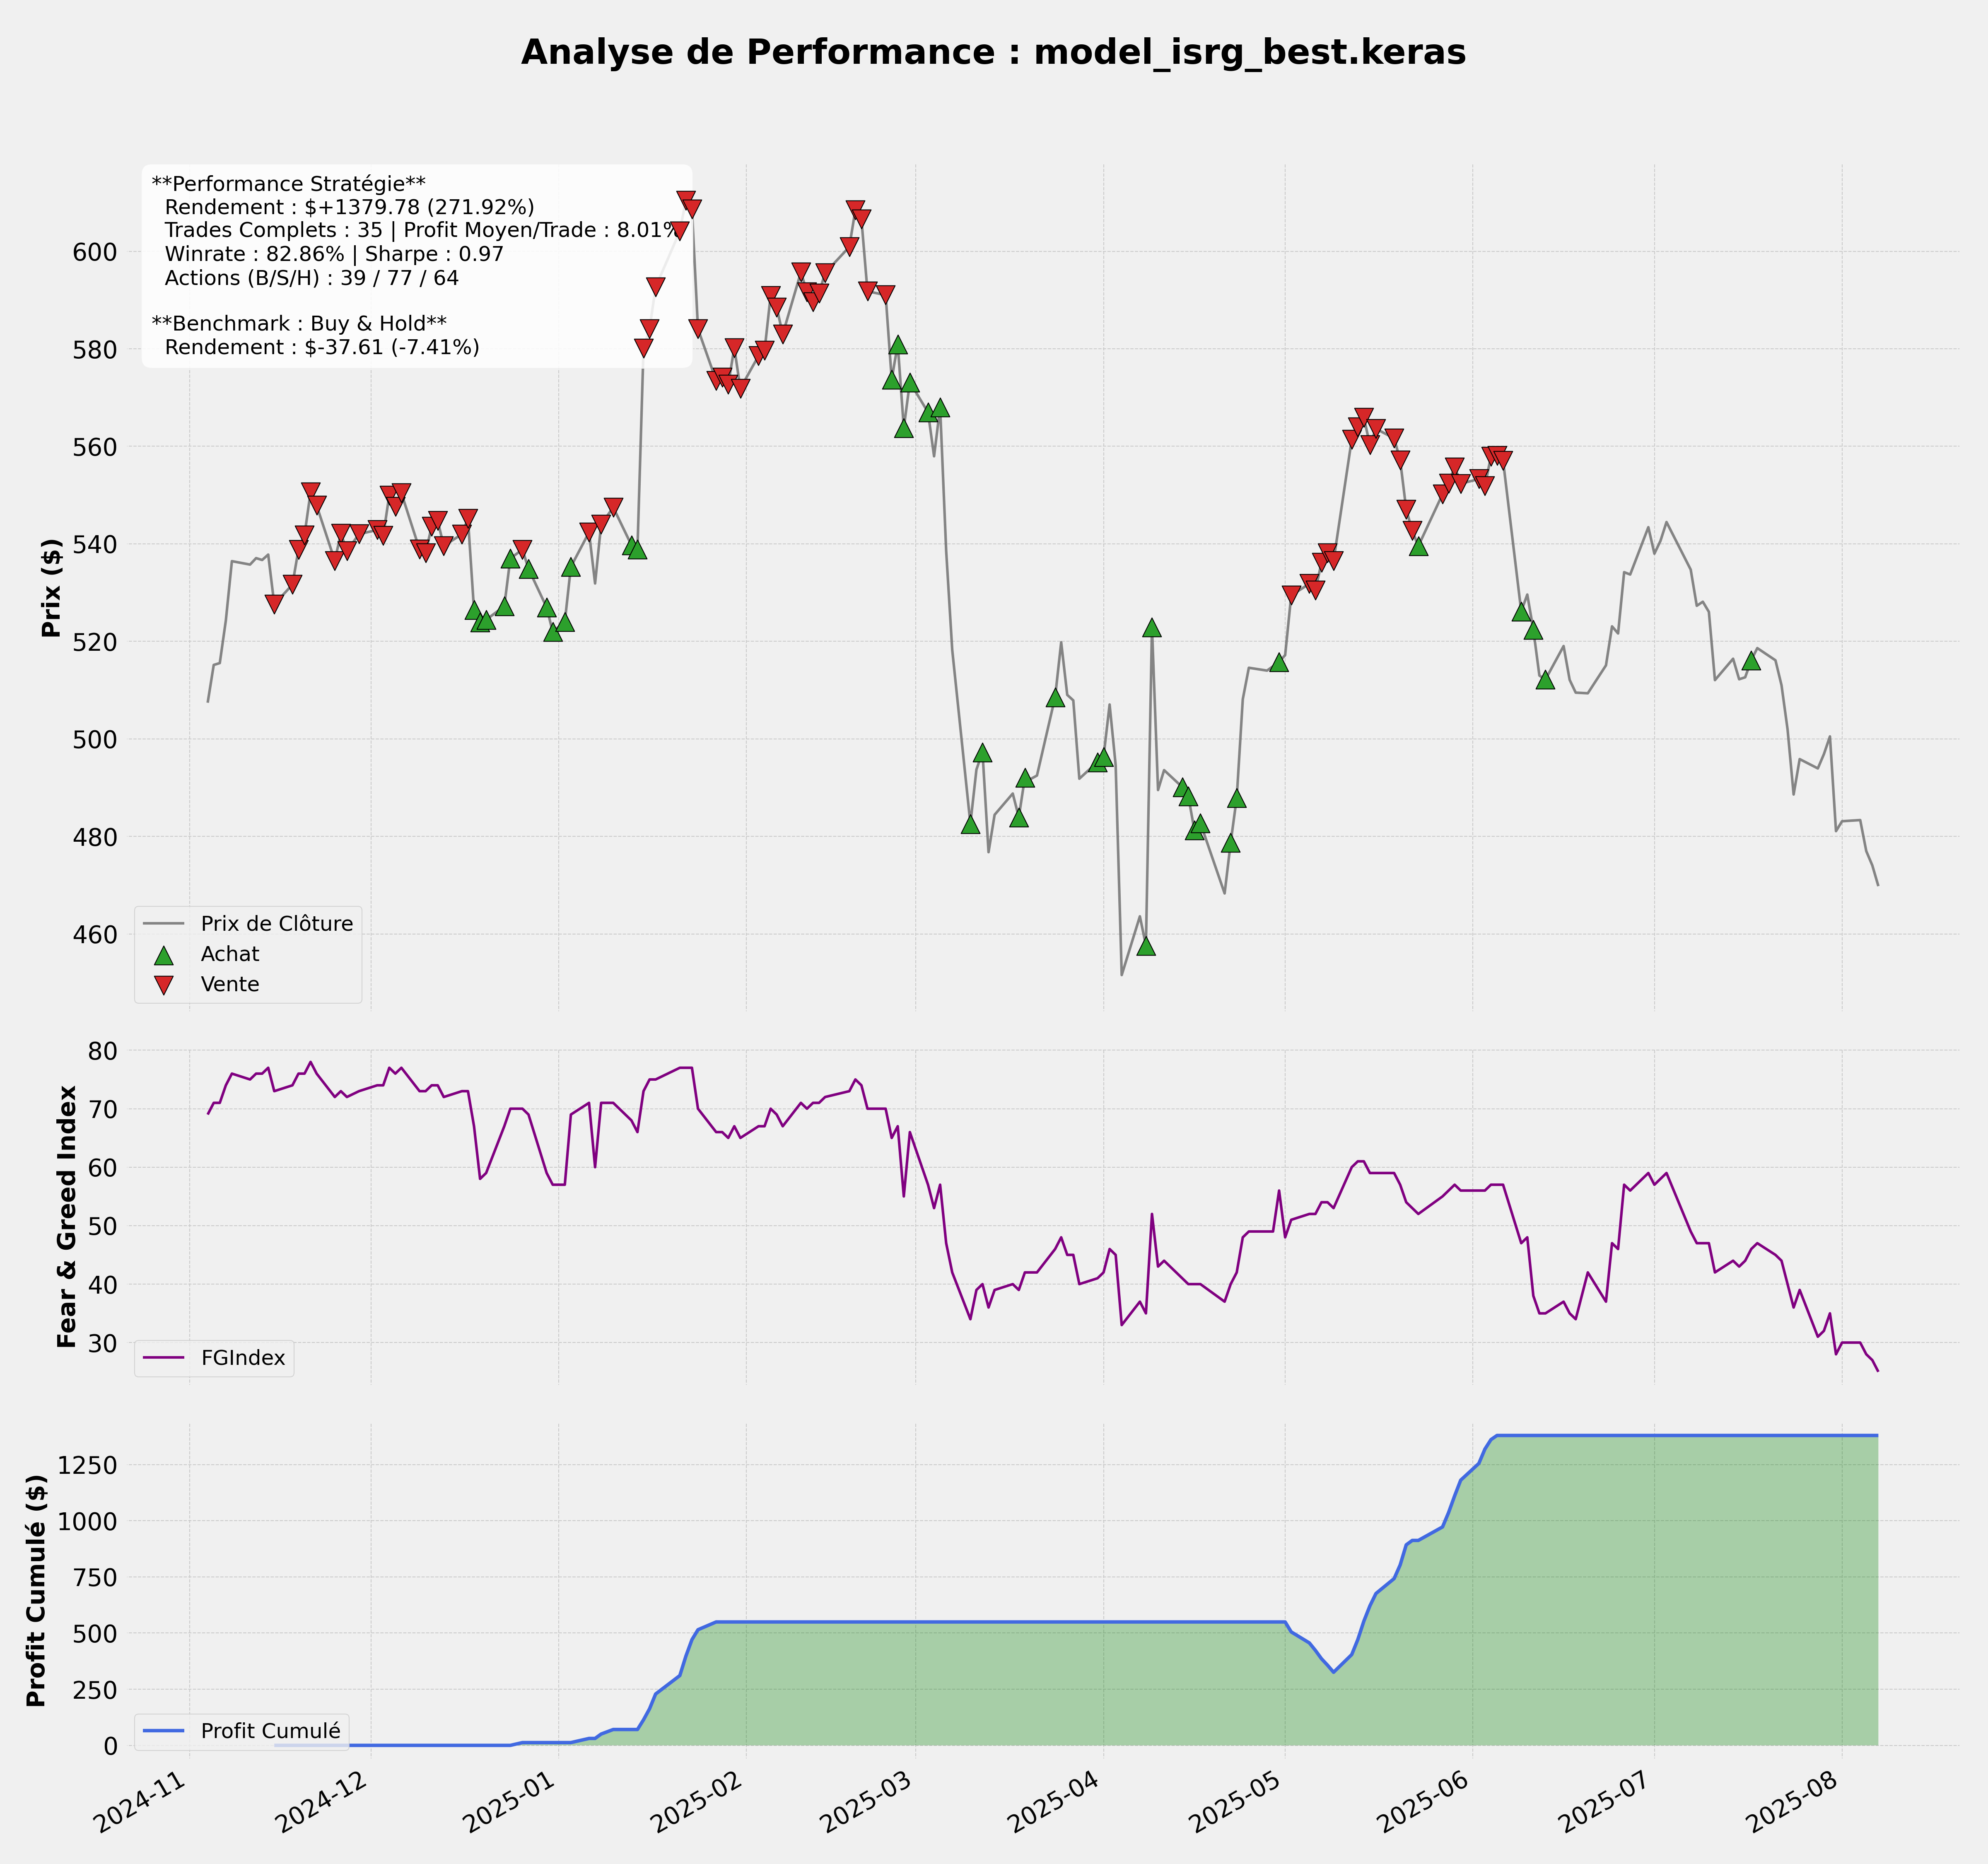 Analyse de Performance : model_isrg_best.keras
**Performance Stratégie**
Rendement : $+1379.78 (271.92%)
Trades Complets : 35 | Profit Moyen/Trade : 8.01%
Winrate : 82.86% | Sharpe : 0.97
Actions (B/S/H) : 39 / 77 / 64
**Benchmark : Buy & Hold**
Rendement : $-37.61 (-7.41%)
Prix ($)
600
580
560
540
520
500
480
460
Prix de Clôture
Achat
Vente
Fear & Greed Index
80
70
60
50
40
30
FGIndex
Profit Cumulé ($)
1250
1000
750
500
250
0
Profit Cumulé
2024-11
2024-12
2025-01
2025-02
2025-03
2025-04
2025-05
2025-06
2025-07
2025-08